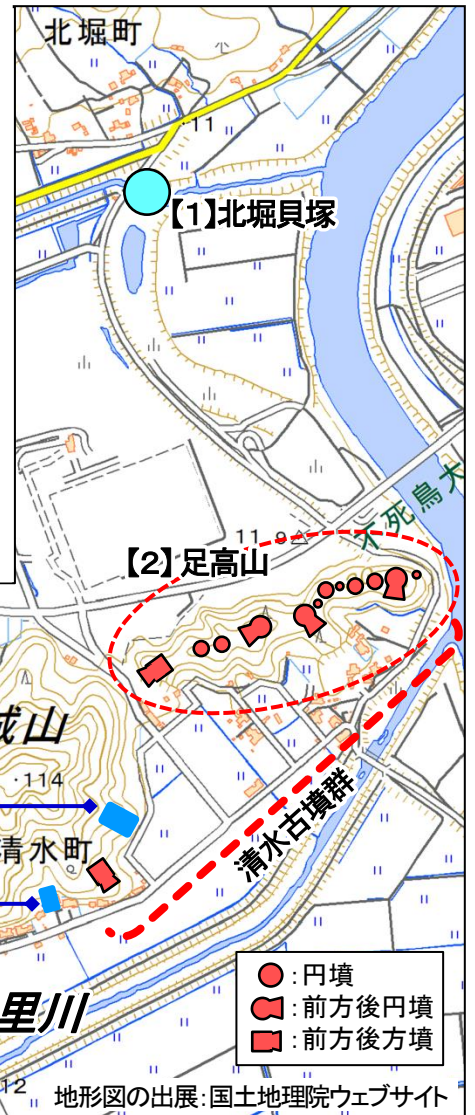 北堀町
・11
【1】北堀貝塚
不死鳥大
11.9
【2】足高山
城山
・114
清水町
清水古墳群
里川
12
：円墳
：前方後円墳
：前方後方墳
地形図の出展：国土地理院ウェブサイト